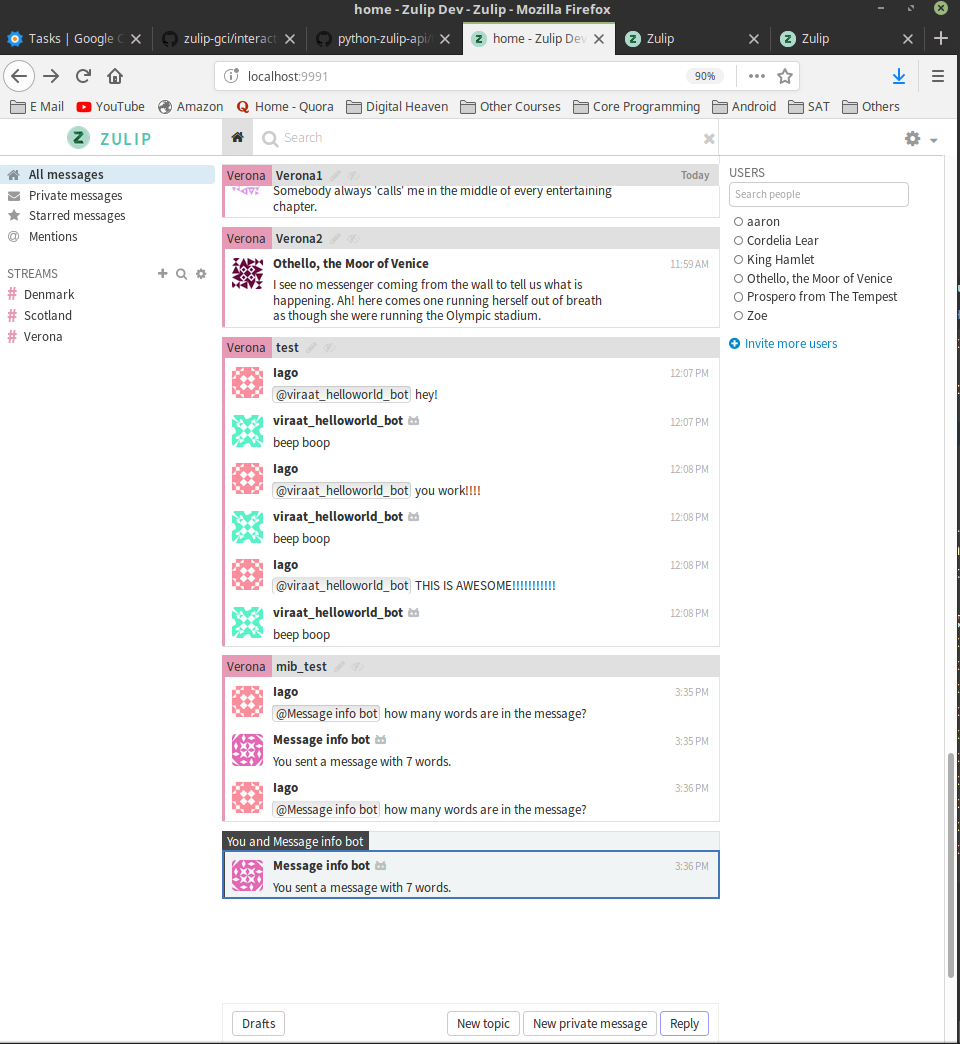 home - Zulip Dev - Zulip - Mozilla Firefox
Tasks | Google C
zulip-gci/interact
python-zulip-api/
home - Zulip Dev
Zulip
Zulip
localhost:9991
90%
E Mail
YouTube
Amazon
Home - Quora
Digital Heaven
Other Courses
Core Programming
Android
SAT
Others
ZULIP
Search
All messages
Private messages
Starred messages
Mentions
STREAMS
# Denmark
# Scotland
# Verona
Verona Verona1 Today
Somebody always 'calls' me in the middle of every entertaining
chapter.
Verona Verona2
Othello, the Moor of Venice 11:59 AM
I see no messenger coming from the wall to tell us what is
happening. Ah! here comes one running herself out of breath
as though she were running the Olympic stadium.
Verona test
Iago 12:07 PM
@viraat_helloworld_bot hey!
viraat_helloworld_bot 12:07 PM
beep boop
Iago 12:08 PM
@viraat_helloworld_bot you work!!!!
viraat_helloworld_bot 12:08 PM
beep boop
Iago 12:08 PM
@viraat_helloworld_bot THIS IS AWESOME!!!!!!!!!!!
viraat_helloworld_bot 12:08 PM
beep boop
Verona mib_test
Iago 3:35 PM
@Message info bot how many words are in the message?
Message info bot 3:35 PM
You sent a message with 7 words.
Iago 3:36 PM
@Message info bot how many words are in the message?
You and Message info bot
Message info bot 3:36 PM
You sent a message with 7 words.
Drafts
New topic
New private message
Reply
USERS
Search people
aaron
Cordelia Lear
King Hamlet
Othello, the Moor of Venice
Prospero from The Tempest
Zoe
Invite more users